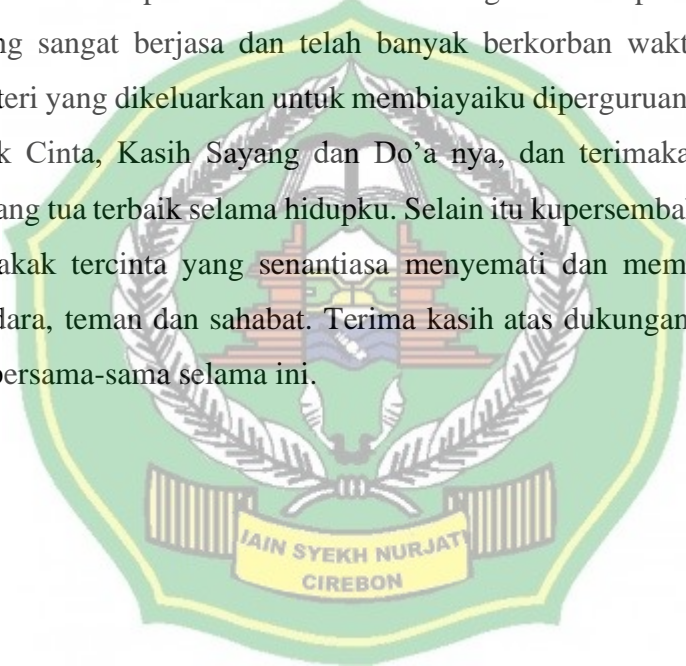 ng sangat berjasa dan telah banyak berkorban wakt
teri yang dikeluarkan untuk membiayaiku diperguruan
k Cinta, Kasih Sayang dan Do’a nya, dan terimaka
ang tua terbaik selama hidupku. Selain itu kupersembal
akak tercinta yang senantiasa menyemati dan mem
dara, teman dan sahabat. Terima kasih atas dukungan
bersama-sama selama ini.
IAIN SYEKH NURJATI
CIREBON